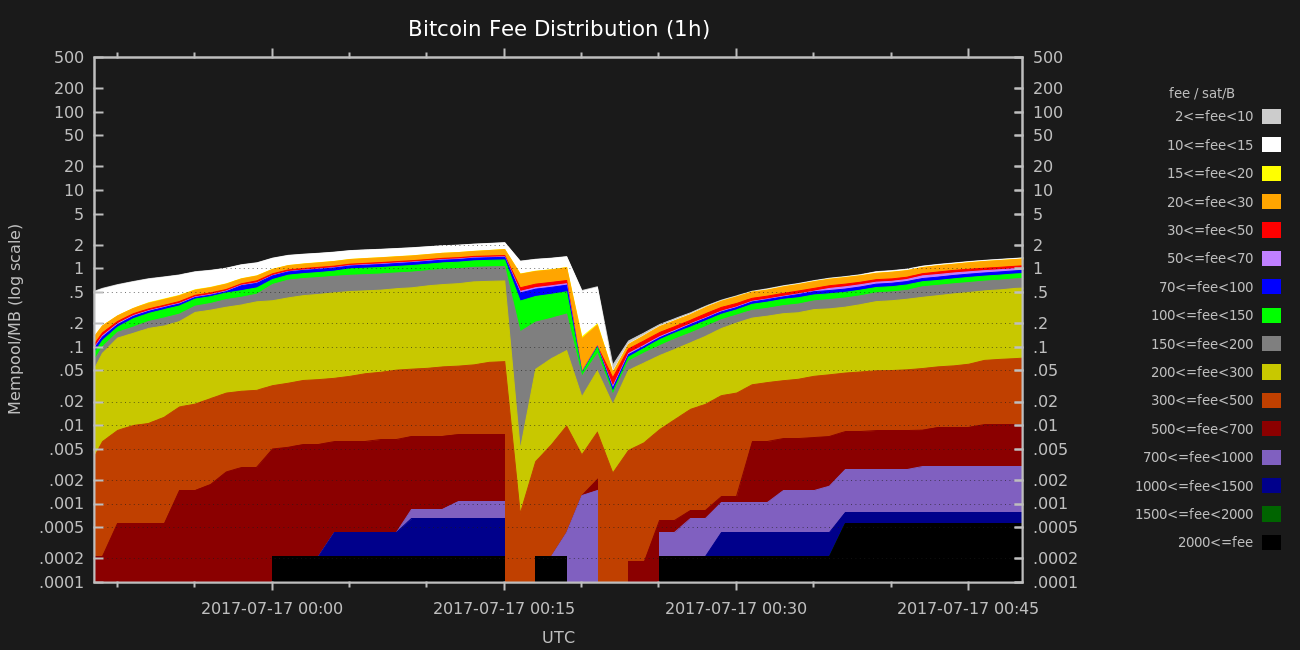 Bitcoin Fee Distribution (1h)
500 500
200 200
100 100
50 50
20 20
10 10
5 5
2 2
1 1
.5 .5
.2 .2
.1 .1
.05 .05
.02 .02
.01 .01
.005 .005
.002 .002
.001 .001
.0005 .0005
.0002 .0002
.0001 .0001
Mempool/MB (log scale)
2017-07-17 00:00 2017-07-17 00:15 2017-07-17 00:30 2017-07-17 00:45
UTC
fee / sat/B
2<=fee<10
10<=fee<15
15<=fee<20
20<=fee<30
30<=fee<50
50<=fee<70
70<=fee<100
100<=fee<150
150<=fee<200
200<=fee<300
300<=fee<500
500<=fee<700
700<=fee<1000
1000<=fee<1500
1500<=fee<2000
2000<=fee